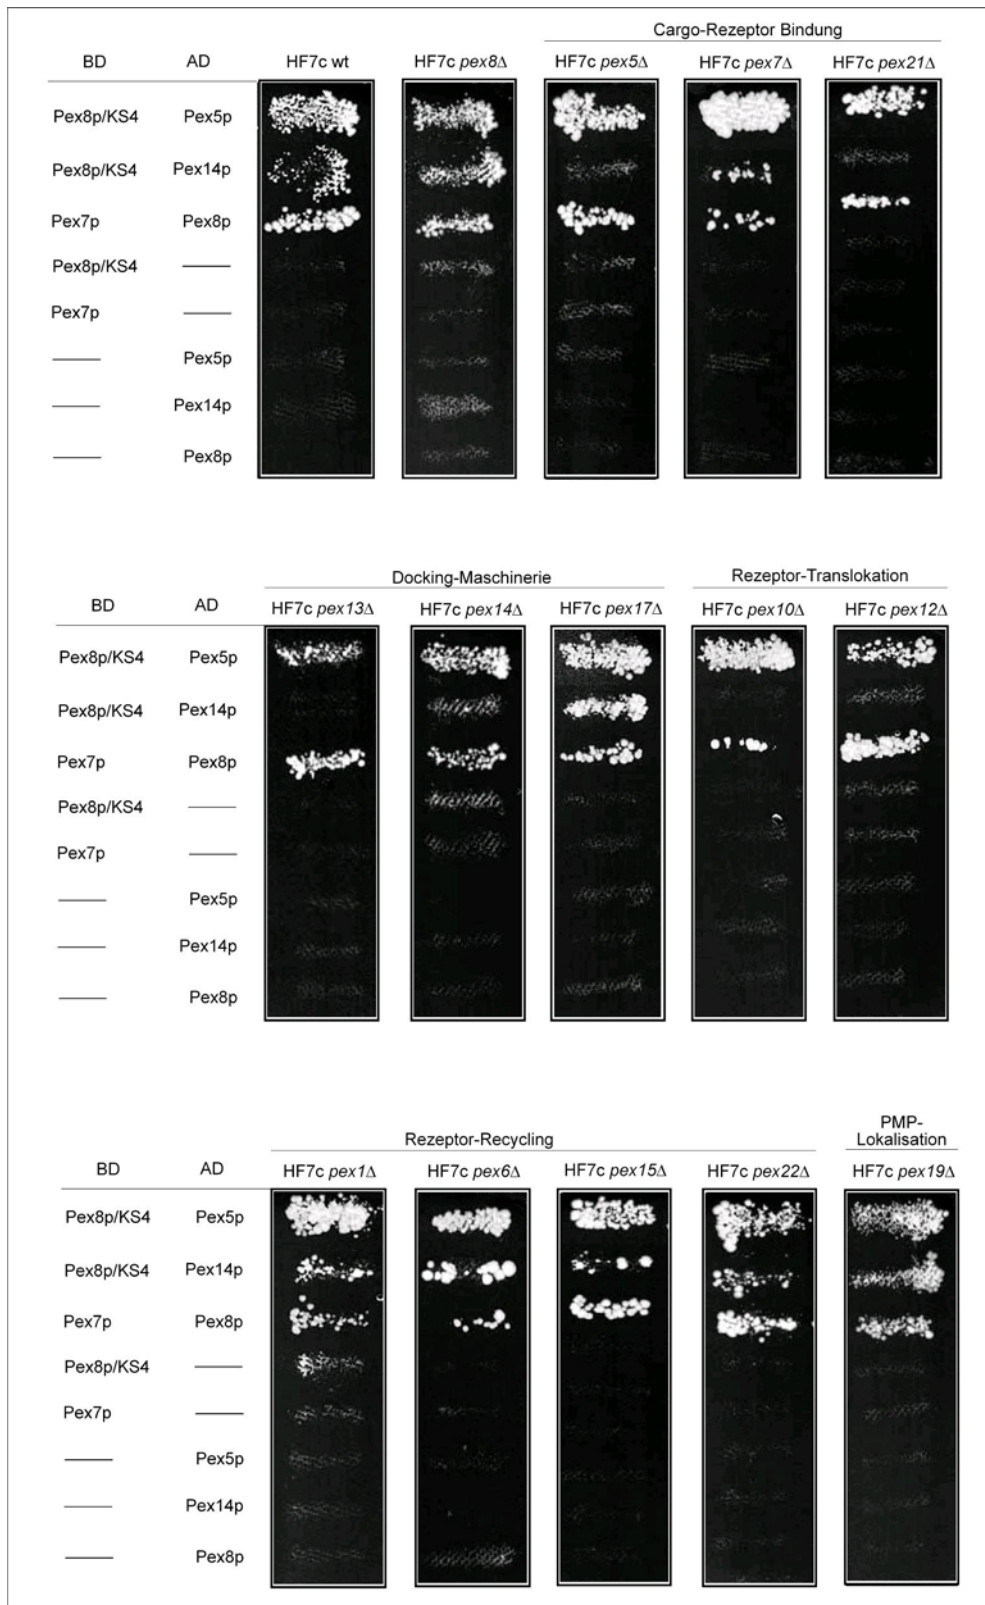 Cargo-Rezeptor Bindung
BD AD HF7c wt HF7c pex8Δ HF7c pex5Δ HF7c pex7Δ HF7c pex21Δ
Pex8p/KS4 Pex5p
Pex8p/KS4 Pex14p
Pex7p Pex8p
Pex8p/KS4 ——
Pex7p ——
—— Pex5p
—— Pex14p
—— Pex8p
Docking-Maschinerie Rezeptor-Translokation
BD AD HF7c pex13Δ HF7c pex14Δ HF7c pex17Δ HF7c pex10Δ HF7c pex12Δ
Pex8p/KS4 Pex5p
Pex8p/KS4 Pex14p
Pex7p Pex8p
Pex8p/KS4 ——
Pex7p ——
—— Pex5p
—— Pex14p
—— Pex8p
Rezeptor-Recycling PMP-
Lokalisation
BD AD HF7c pex1Δ HF7c pex6Δ HF7c pex15Δ HF7c pex22Δ HF7c pex19Δ
Pex8p/KS4 Pex5p
Pex8p/KS4 Pex14p
Pex7p Pex8p
Pex8p/KS4 ——
Pex7p ——
—— Pex5p
—— Pex14p
—— Pex8p